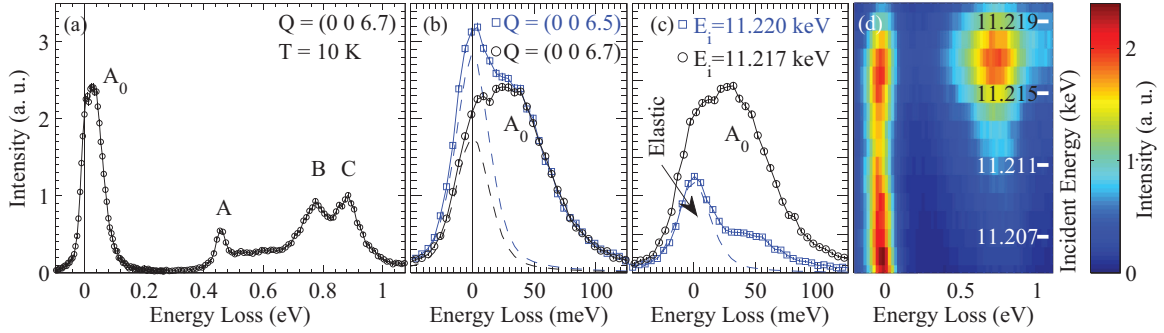 (a)
Q = (0 0 6.7)
T = 10 K
A0
A
B
C
3
2
1
0
Intensity (a. u.)
0 0.2 0.4 0.6 0.8 1
Energy Loss (eV)
(b)
Q = (0 0 6.5)
Q = (0 0 6.7)
A0
0 50 100
Energy Loss (meV)
(c)
Ei=11.220 keV
Ei=11.217 keV
Elastic
A0
0 50 100
Energy Loss (meV)
(d)
11.219
11.215
11.211
11.207
Incident Energy (keV)
0 0.5 1
Energy Loss (eV)
2
1
0
Intensity (a. u.)